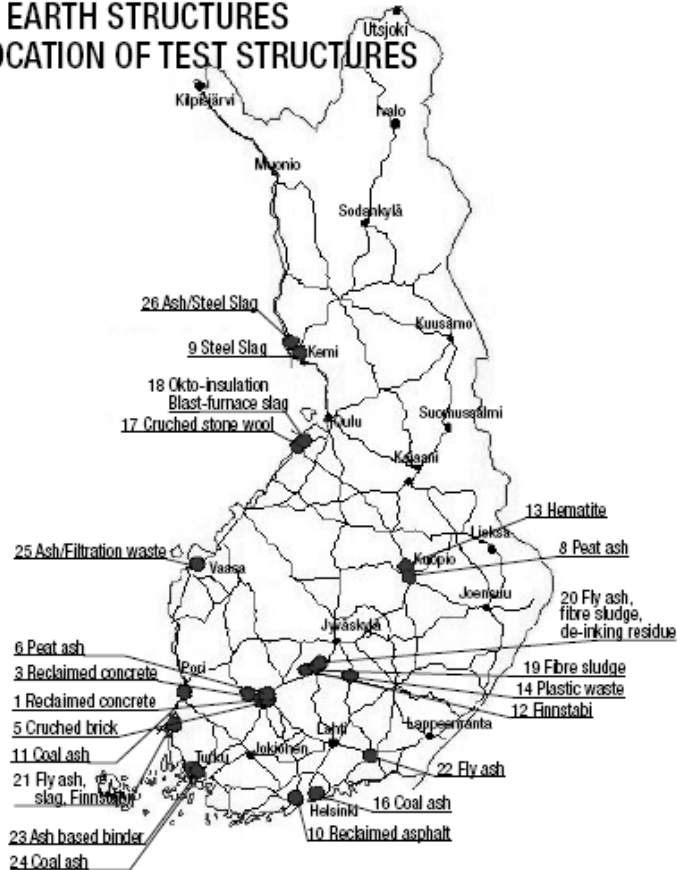 EARTH STRUCTURES
OCATION OF TEST STRUCTURES
Utsjoki
Kilpisjärvi
Ivalo
Muonio
Sodankylä
26 Ash/Steel Slag
Kuusamo
9 Steel Slag
Kemi
18 Okto-insulation
Blast-furnace slag
Suomussalmi
17 Cruched stone wool
Oulu
Kajaani
13 Hematite
Lieksa
25 Ash/Filtration waste
Vaasa
Kuopio
8 Peat ash
Joensuu
20 Fly ash,
fibre sludge,
de-inking residue
Jyväskylä
6 Peat ash
3 Reclaimed concrete
Pori
19 Fibre sludge
14 Plastic waste
1 Reclaimed concrete
12 Finnstabi
5 Cruched brick
Lappeenranta
Lahti
11 Coal ash
Jokioinen
Turku
22 Fly ash
21 Fly ash,
slag, Finnstabi
16 Coal ash
Helsinki
23 Ash based binder
10 Reclaimed asphalt
24 Coal ash